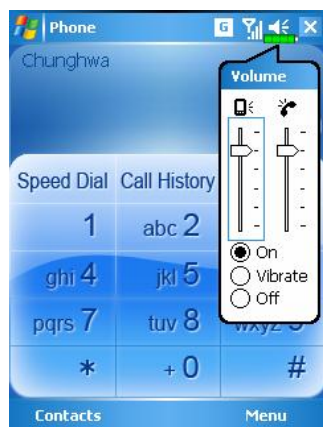 Phone G
Chunghwa
Volume
On
Vibrate
Off
Speed Dial Call History
1 abc 2
ghi 4 jkl 5
pqrs 7 tuv 8
* + 0 #
Contacts Menu